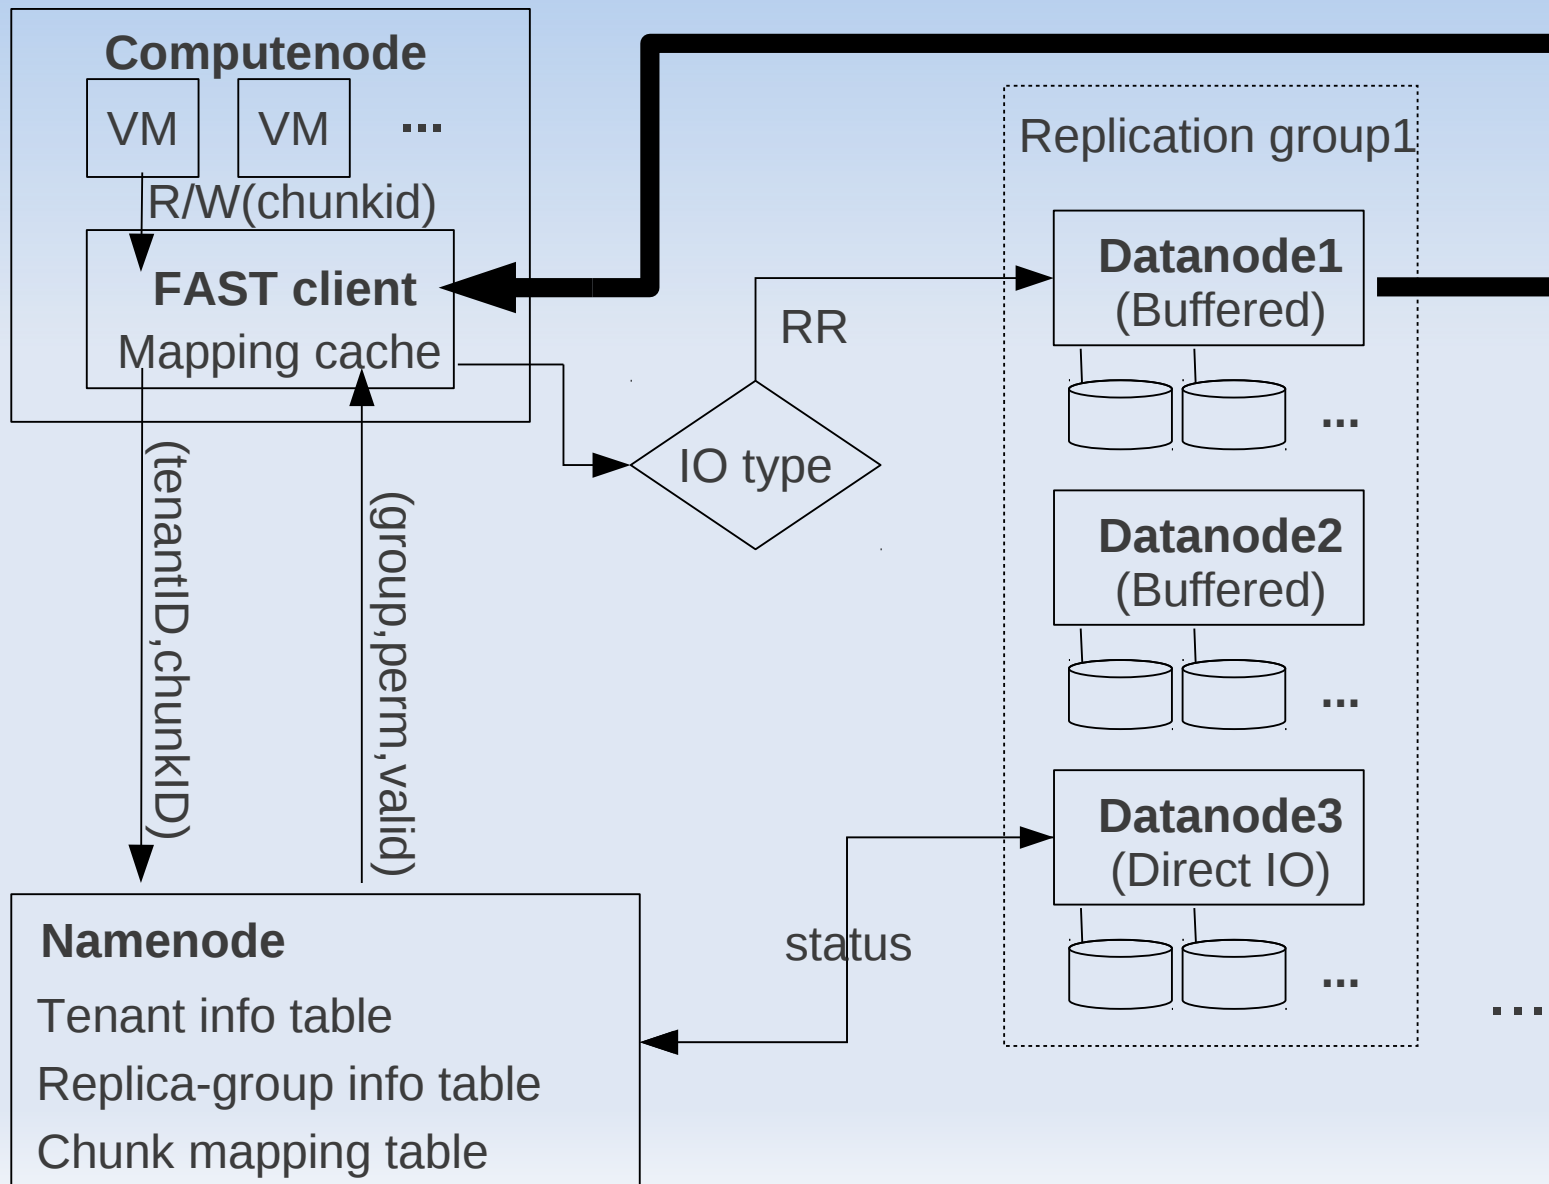 Computenode
VM
VM
...
R/W(chunkid)
FAST client
Mapping cache
(tenantID,chunkID)
(group,perm,valid)
IO type
RR
Replication group1
Datanode1
(Buffered)
...
Datanode2
(Buffered)
...
Datanode3
(Direct IO)
...
...
status
Namenode
Tenant info table
Replica-group info table
Chunk mapping table